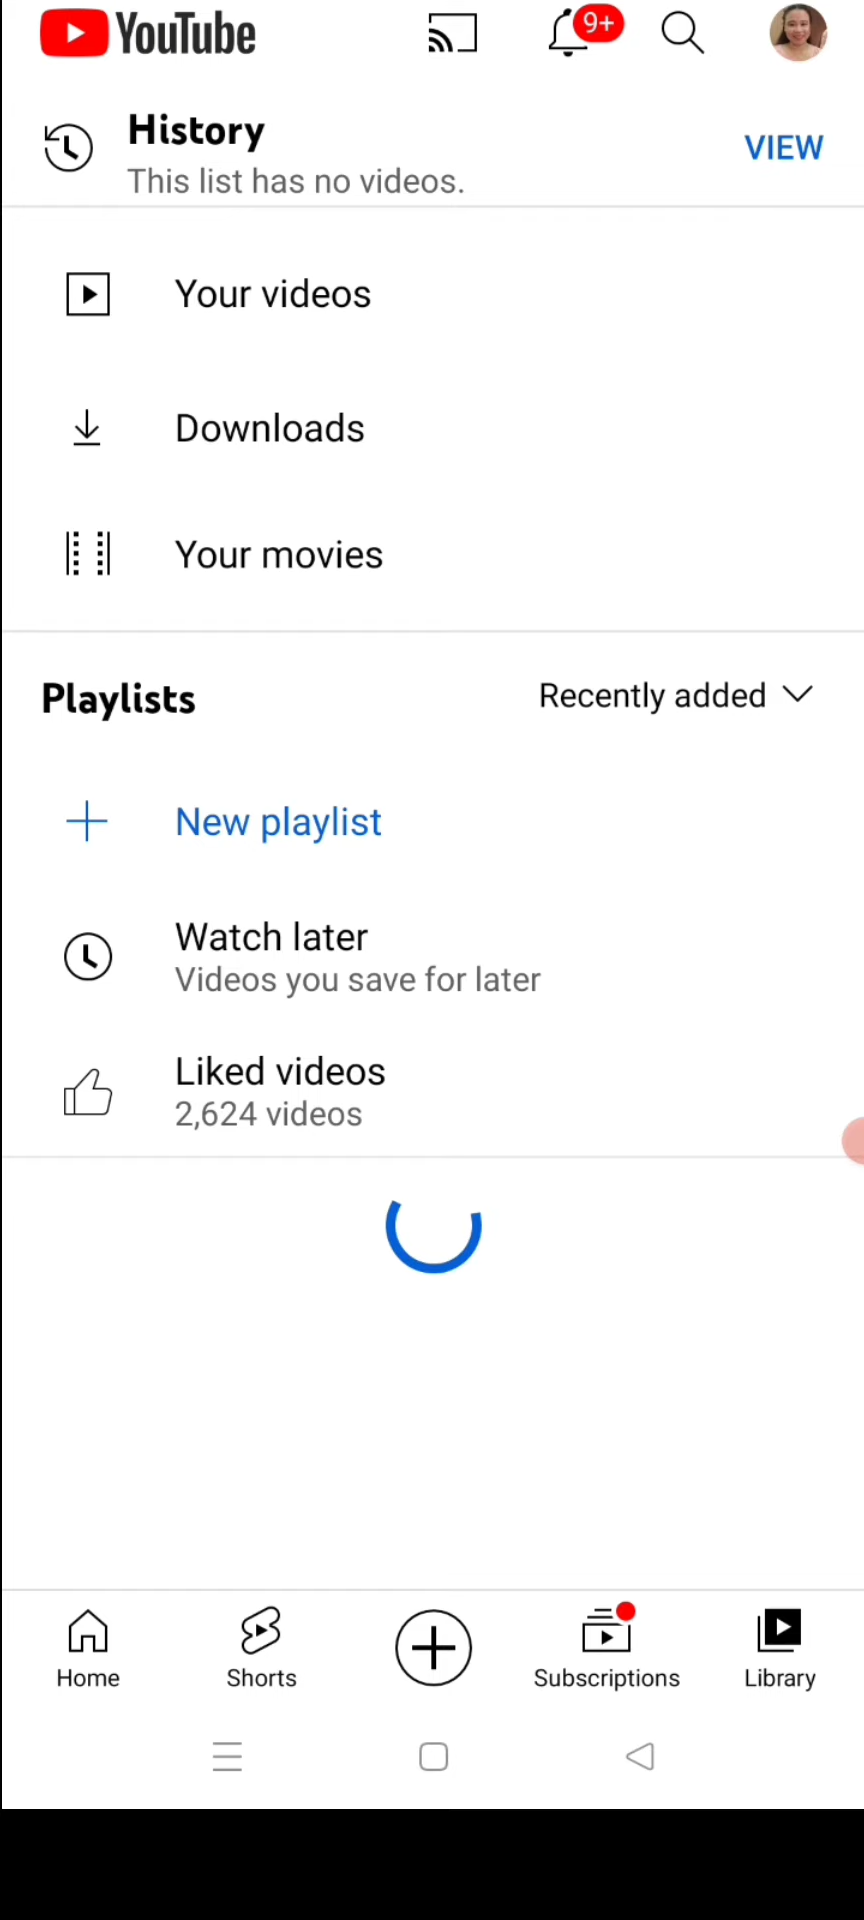 YouTube
9+
History
This list has no videos.
VIEW
Your videos
Downloads
Your movies
Playlists
Recently added
New playlist
Watch later
Videos you save for later
Liked videos
2,624 videos
Home
Shorts
Subscriptions
Library